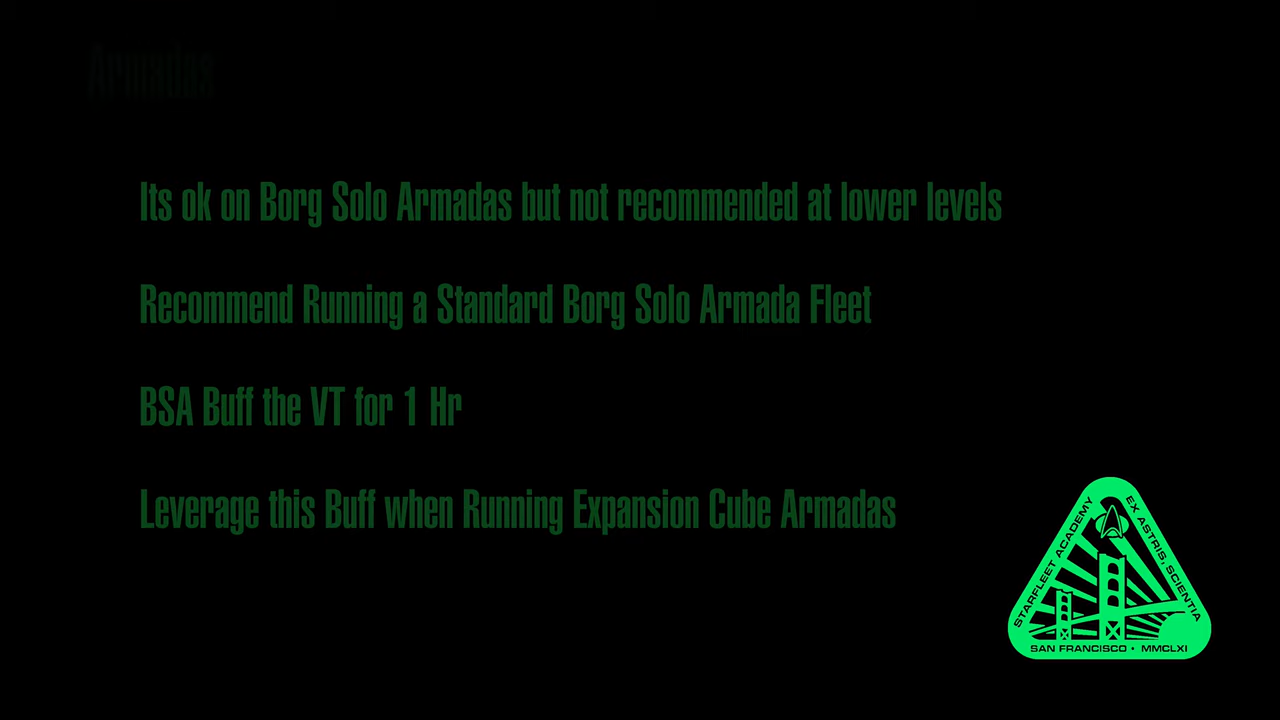 Armadas
Its ok on Borg Solo Armadas but not recommended at lower levels
Recommend Running a Standard Borg Solo Armada Fleet
BSA Buff the VT for 1 Hr
Leverage this Buff when Running Expansion Cube Armadas
STARFLEET ACADEMY
EX ASTRIS, SCIENTIA
SAN FRANCISCO • MMCLXI